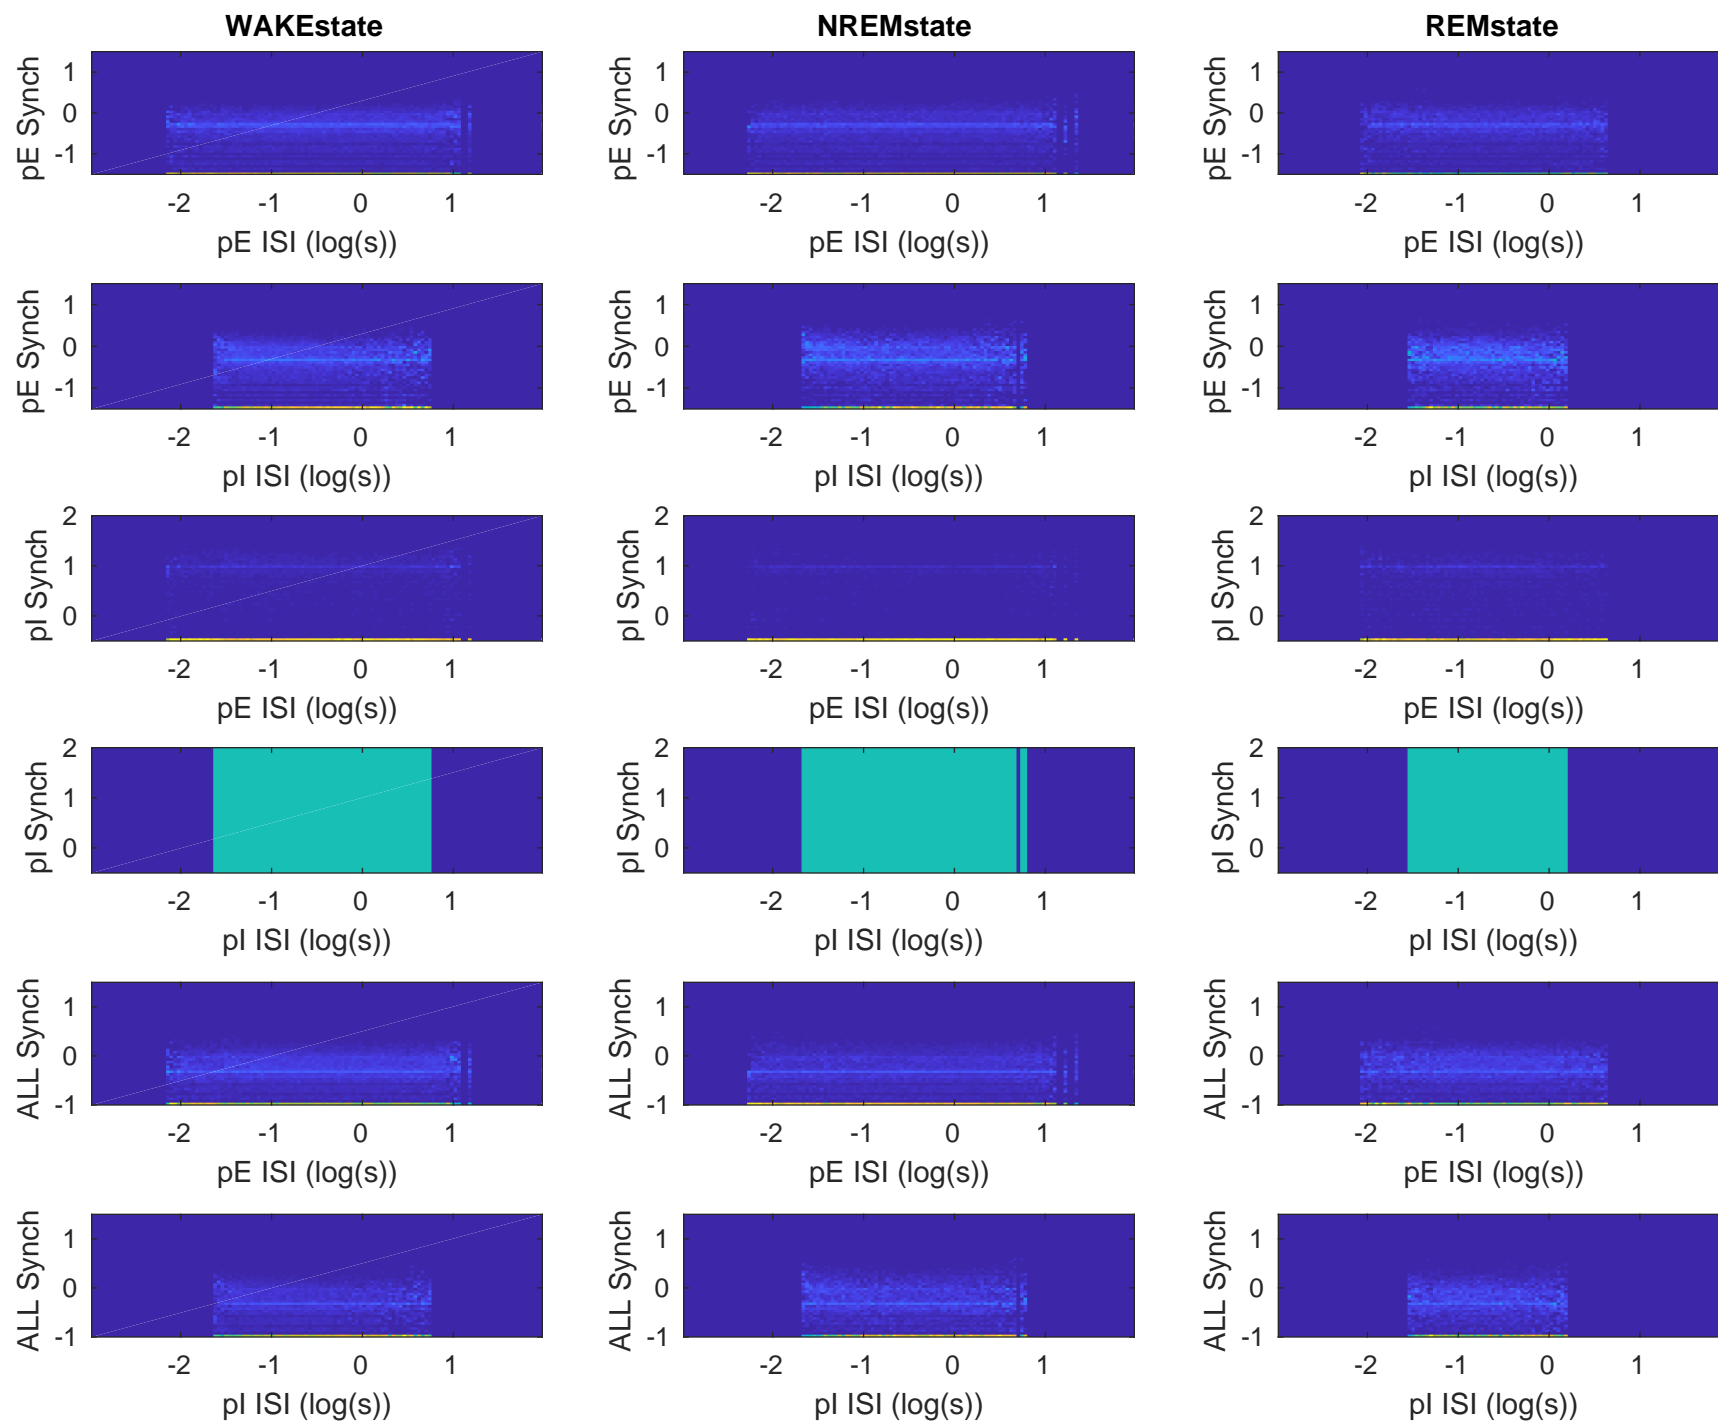 WAKEstate NREMstate REMstate
pE Synch 1 0 -1 pE Synch 1 0 -1 pE Synch 1 0 -1
-2 -1 0 1 -2 -1 0 1 -2 -1 0 1
pE ISI (log(s)) pE ISI (log(s)) pE ISI (log(s))
pE Synch 1 0 -1 pE Synch 1 0 -1 pE Synch 1 0 -1
-2 -1 0 1 -2 -1 0 1 -2 -1 0 1
pI ISI (log(s)) pI ISI (log(s)) pI ISI (log(s))
pI Synch 2 1 0 pI Synch 2 1 0 pI Synch 2 1 0
-2 -1 0 1 -2 -1 0 1 -2 -1 0 1
pE ISI (log(s)) pE ISI (log(s)) pE ISI (log(s))
pI Synch 2 1 0 pI Synch 2 1 0 pI Synch 2 1 0
-2 -1 0 1 -2 -1 0 1 -2 -1 0 1
pI ISI (log(s)) pI ISI (log(s)) pI ISI (log(s))
ALL Synch 1 0 -1 ALL Synch 1 0 -1 ALL Synch 1 0 -1
-2 -1 0 1 -2 -1 0 1 -2 -1 0 1
pE ISI (log(s)) pE ISI (log(s)) pE ISI (log(s))
ALL Synch 1 0 -1 ALL Synch 1 0 -1 ALL Synch 1 0 -1
-2 -1 0 1 -2 -1 0 1 -2 -1 0 1
pI ISI (log(s)) pI ISI (log(s)) pI ISI (log(s))